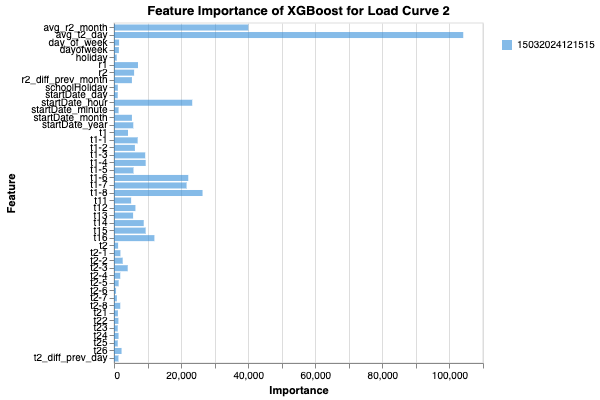 Feature Importance of XGBoost for Load Curve 2
15032024121515
Feature
avg_r2_month
avg_t2_day
day_of_week
dayofweek
holiday
r1
r2
r2_diff_prev_month
schoolHoliday
startDate_day
startDate_hour
startDate_minute
startDate_month
startDate_year
t1
t1-1
t1-2
t1-3
t1-4
t1-5
t1-6
t1-7
t1-8
t11
t12
t13
t14
t15
t16
t2
t2-1
t2-2
t2-3
t2-4
t2-5
t2-6
t2-7
t2-8
t21
t22
t23
t24
t25
t26
t2_diff_prev_day
0 20,000 40,000 60,000 80,000 100,000
Importance